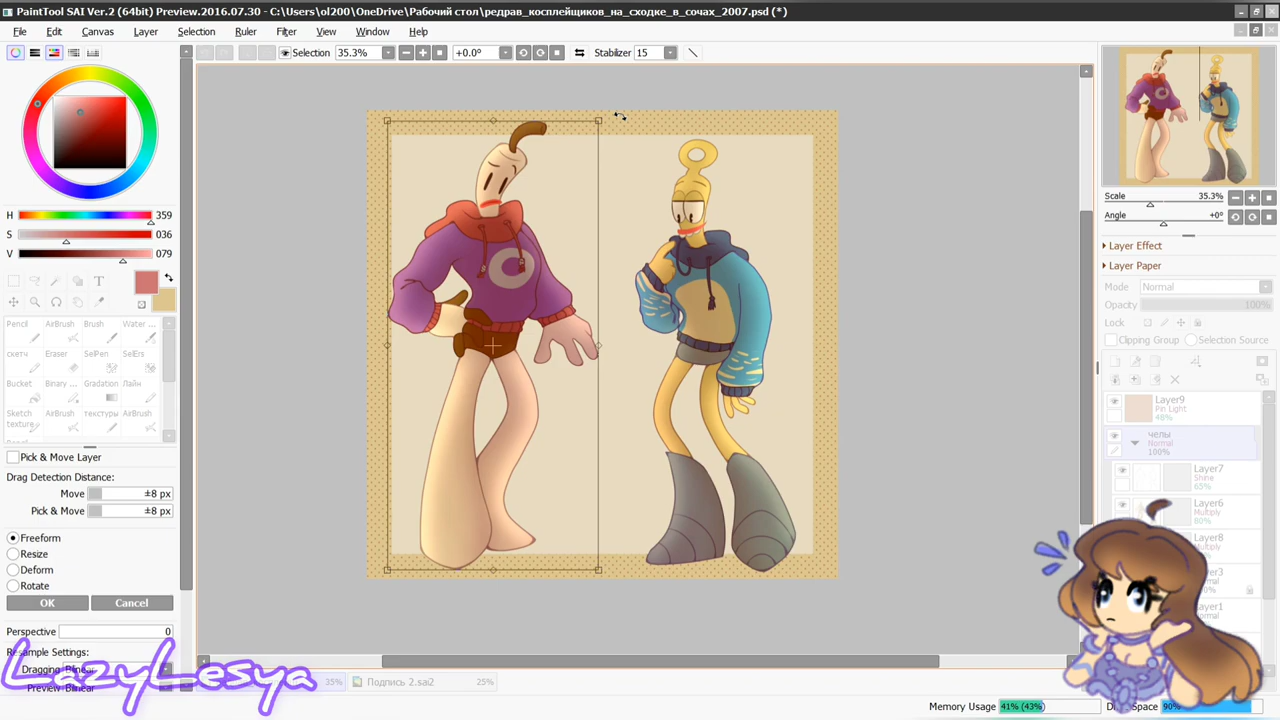 PaintTool SAI Ver.2 (64bit) Preview.2016.07.30 - C:\Users\ol200\OneDrive\Рабочий стол\редрав_косплейщиков_на_сходке_в_сочах_2007.psd (*)
File Edit Canvas Layer Selection Ruler Filter View Window Help
Selection 35.3% +0.0° Stabilizer 15
H 359
S 036
V 079
T
Pencil AirBrush Brush Water ...
скетч Eraser SelPen SelErs
Bucket Binary ... Gradation Лайн
Sketch texture AirBrush текстуры AirBrush
Pick & Move Layer
Drag Detection Distance:
Move ±8 px
Pick & Move ±8 px
Freeform
Resize
Deform
Rotate
OK Cancel
Perspective 0
Resample Settings:
Dragging Bilinear
Preview Bilinear
LazyLesya
35% Подпись 2.sai2 25%
Scale 35.3%
Angle +0°
Layer Effect
Layer Paper
Mode Normal
Opacity 100%
Lock
Clipping Group Selection Source
Layer9
Pin Light
48%
челы
Normal
100%
Layer7
Shine
65%
Layer6
Multiply
80%
Layer8
Memory Usage 41% (43%) 90%
Space